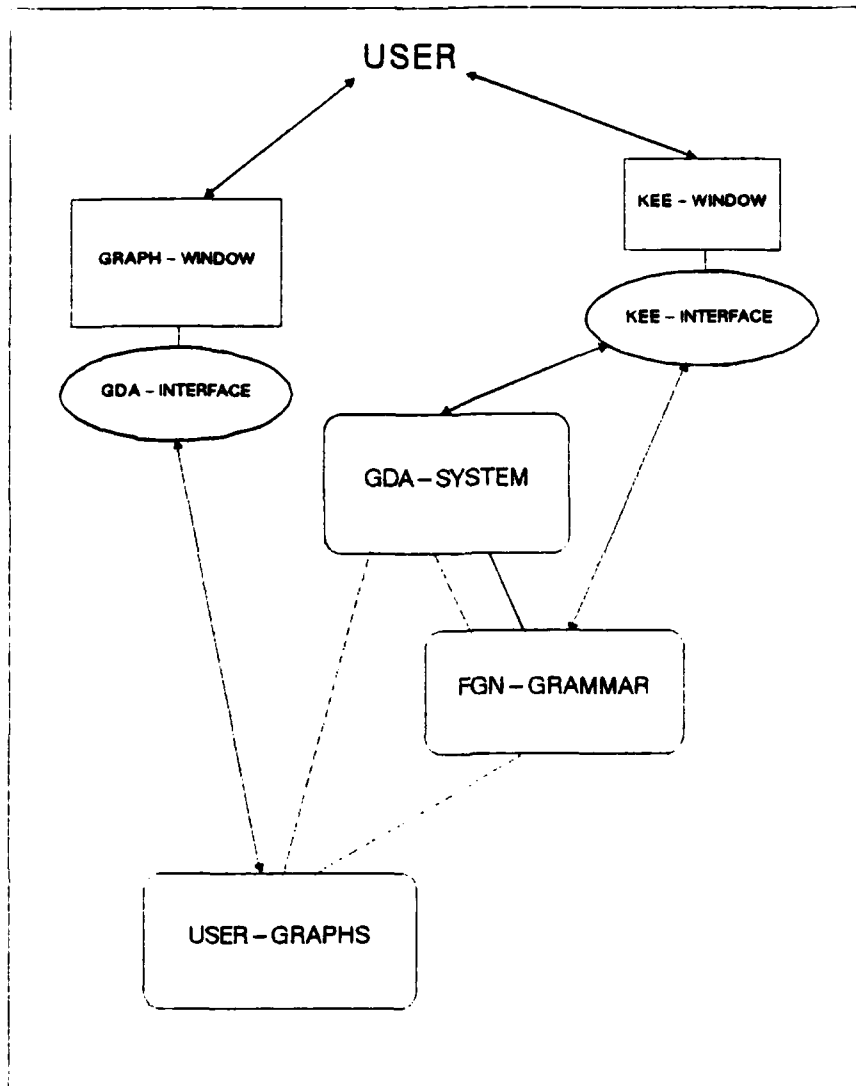 USER
KEE – WINDOW
GRAPH – WINDOW
KEE – INTERFACE
GDA – INTERFACE
GDA – SYSTEM
FGN – GRAMMAR
USER – GRAPHS